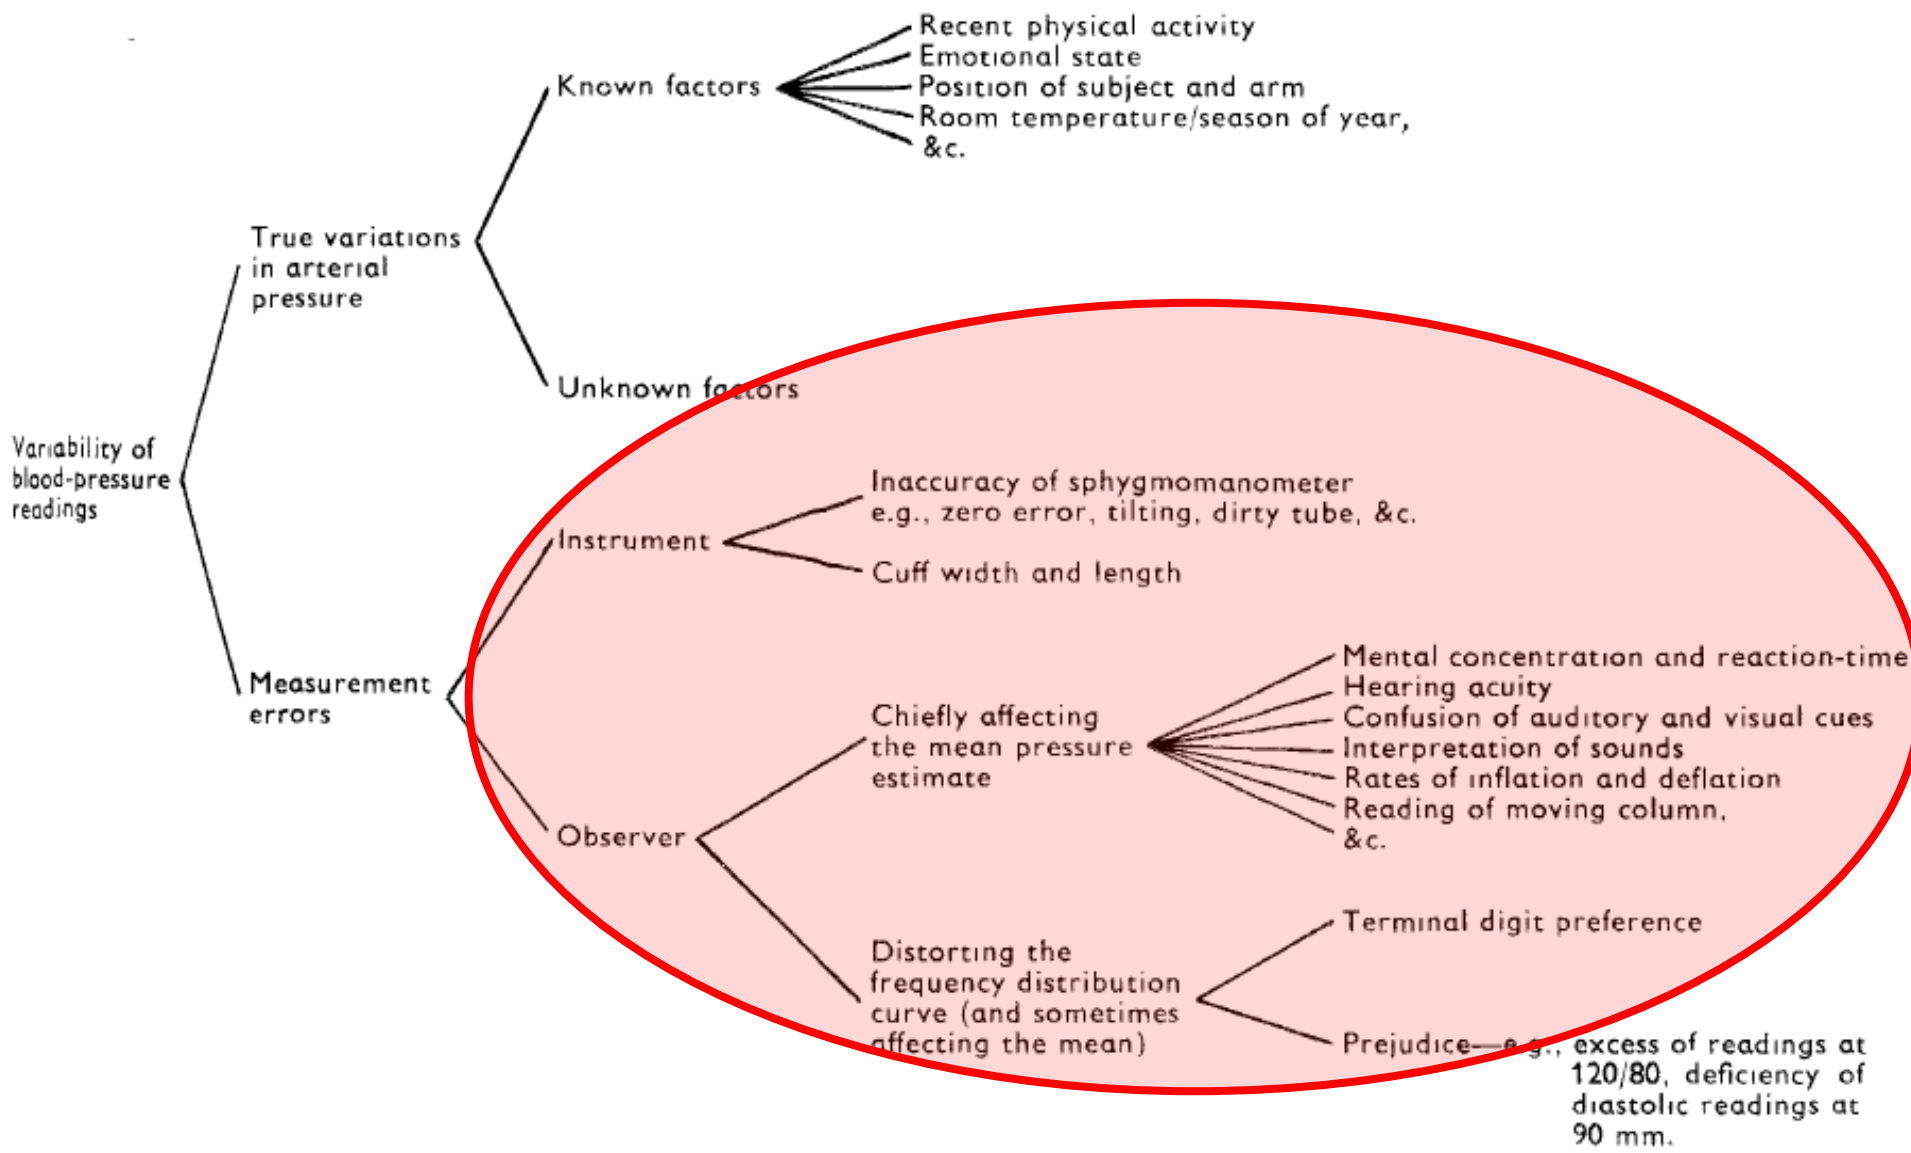 Recent physical activity
Emotional state
Known factors
Position of subject and arm
Room temperature/season of year,
&c.
True variations
in arterial
pressure
Unknown factors
Variability of
blood-pressure
readings
Inaccuracy of sphygmomanometer
e.g., zero error, tilting, dirty tube, &c.
Instrument
Cuff width and length
Measurement
errors
Mental concentration and reaction-time
Hearing acuity
Chiefly affecting
the mean pressure
estimate
Confusion of auditory and visual cues
Interpretation of sounds
Rates of inflation and deflation
Reading of moving column,
&c.
Observer
Terminal digit preference
Distorting the
frequency distribution
curve (and sometimes
affecting the mean)
Prejudice—e.g., excess of readings at
120/80, deficiency of
diastolic readings at
90 mm.